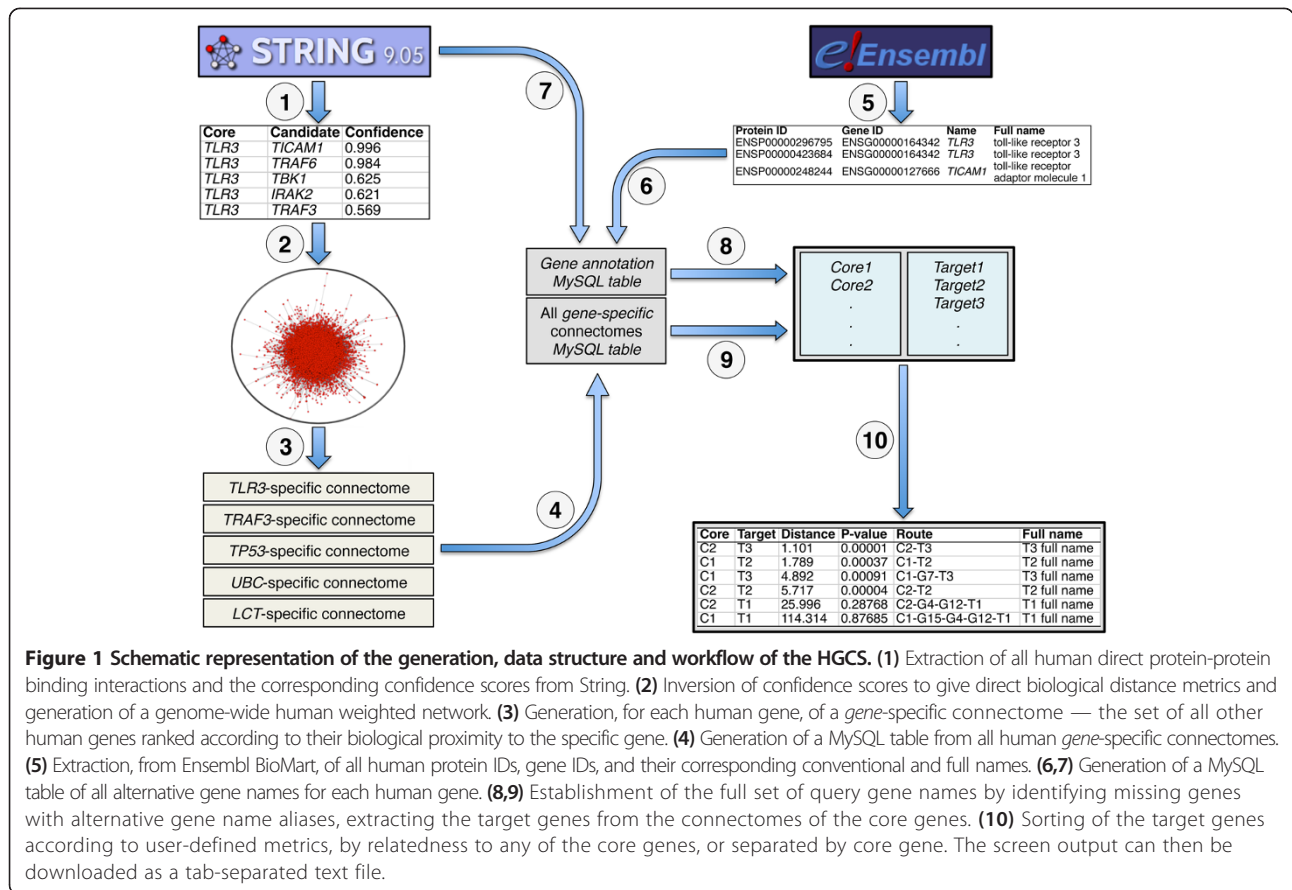 STRING 9.05
e!Ensembl
1
7
5
Core Candidate Confidence
TLR3 TICAM1 0.996
TLR3 TRAF6 0.984
TLR3 TBK1 0.625
TLR3 IRAK2 0.621
TLR3 TRAF3 0.569
Protein ID Gene ID Name Full name
ENSP00000296795 ENSG00000164342 TLR3 toll-like receptor 3
ENSP00000423684 ENSG00000164342 TLR3 toll-like receptor 3
ENSP00000248244 ENSG00000127666 TICAM1 toll-like receptor
adaptor molecule 1
6
2
8
Gene annotation
MySQL table
All gene-specific
connectomes
MySQL table
9
Core1
Core2
.
.
.
Target1
Target2
Target3
.
.
3
4
10
TLR3-specific connectome
TRAF3-specific connectome
TP53-specific connectome
UBC-specific connectome
LCT-specific connectome
Core Target Distance P-value Route Full name
C2 T3 1.101 0.00001 C2-T3 T3 full name
C1 T2 1.789 0.00037 C1-T2 T2 full name
C1 T3 4.892 0.00091 C1-G7-T3 T3 full name
C2 T2 5.717 0.00004 C2-T2 T2 full name
C2 T1 25.996 0.28768 C2-G4-G12-T1 T1 full name
C1 T1 114.314 0.87685 C1-G15-G4-G12-T1 T1 full name
Figure 1 Schematic representation of the generation, data structure and workflow of the HGCS. (1) Extraction of all human direct protein-protein
binding interactions and the corresponding confidence scores from String. (2) Inversion of confidence scores to give direct biological distance metrics and
generation of a genome-wide human weighted network. (3) Generation, for each human gene, of a gene-specific connectome — the set of all other
human genes ranked according to their biological proximity to the specific gene. (4) Generation of a MySQL table from all human gene-specific connectomes.
(5) Extraction, from Ensembl BioMart, of all human protein IDs, gene IDs, and their corresponding conventional and full names. (6,7) Generation of a MySQL
table of all alternative gene names for each human gene. (8,9) Establishment of the full set of query gene names by identifying missing genes
with alternative gene name aliases, extracting the target genes from the connectomes of the core genes. (10) Sorting of the target genes
according to user-defined metrics, by relatedness to any of the core genes, or separated by core gene. The screen output can then be
downloaded as a tab-separated text file.